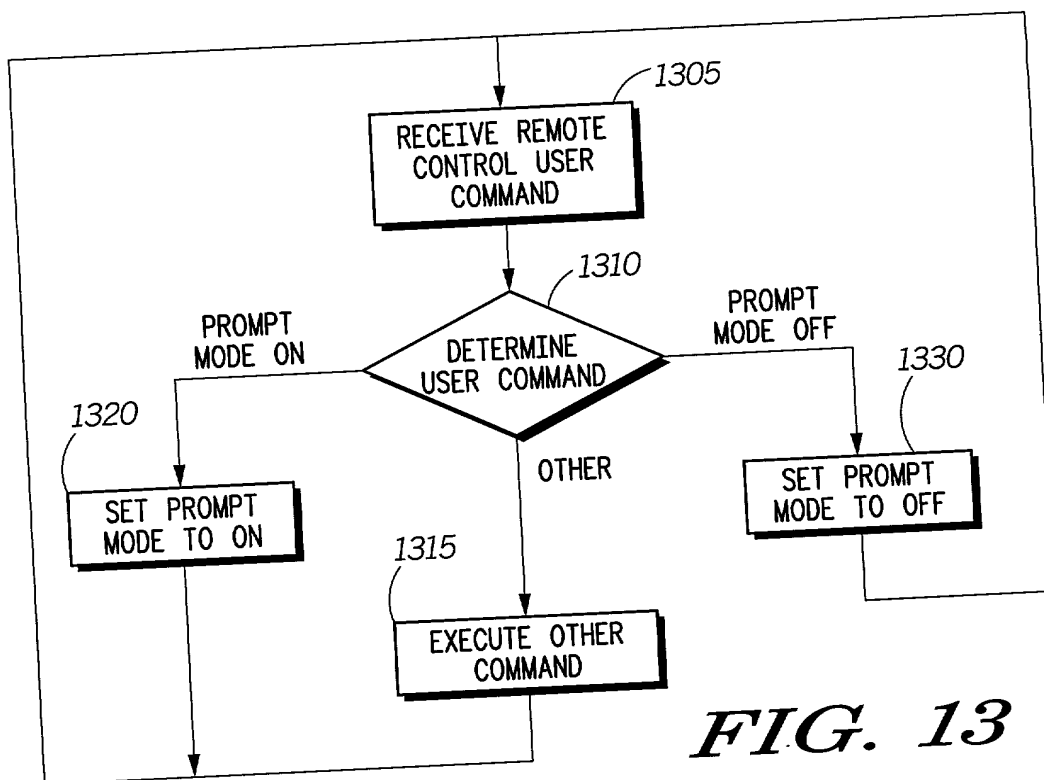 1305
RECEIVE REMOTE
CONTROL USER
COMMAND
1310
PROMPT
MODE ON
DETERMINE
USER COMMAND
PROMPT
MODE OFF
1320
SET PROMPT
MODE TO ON
OTHER
1330
SET PROMPT
MODE TO OFF
1315
EXECUTE OTHER
COMMAND
FIG. 13